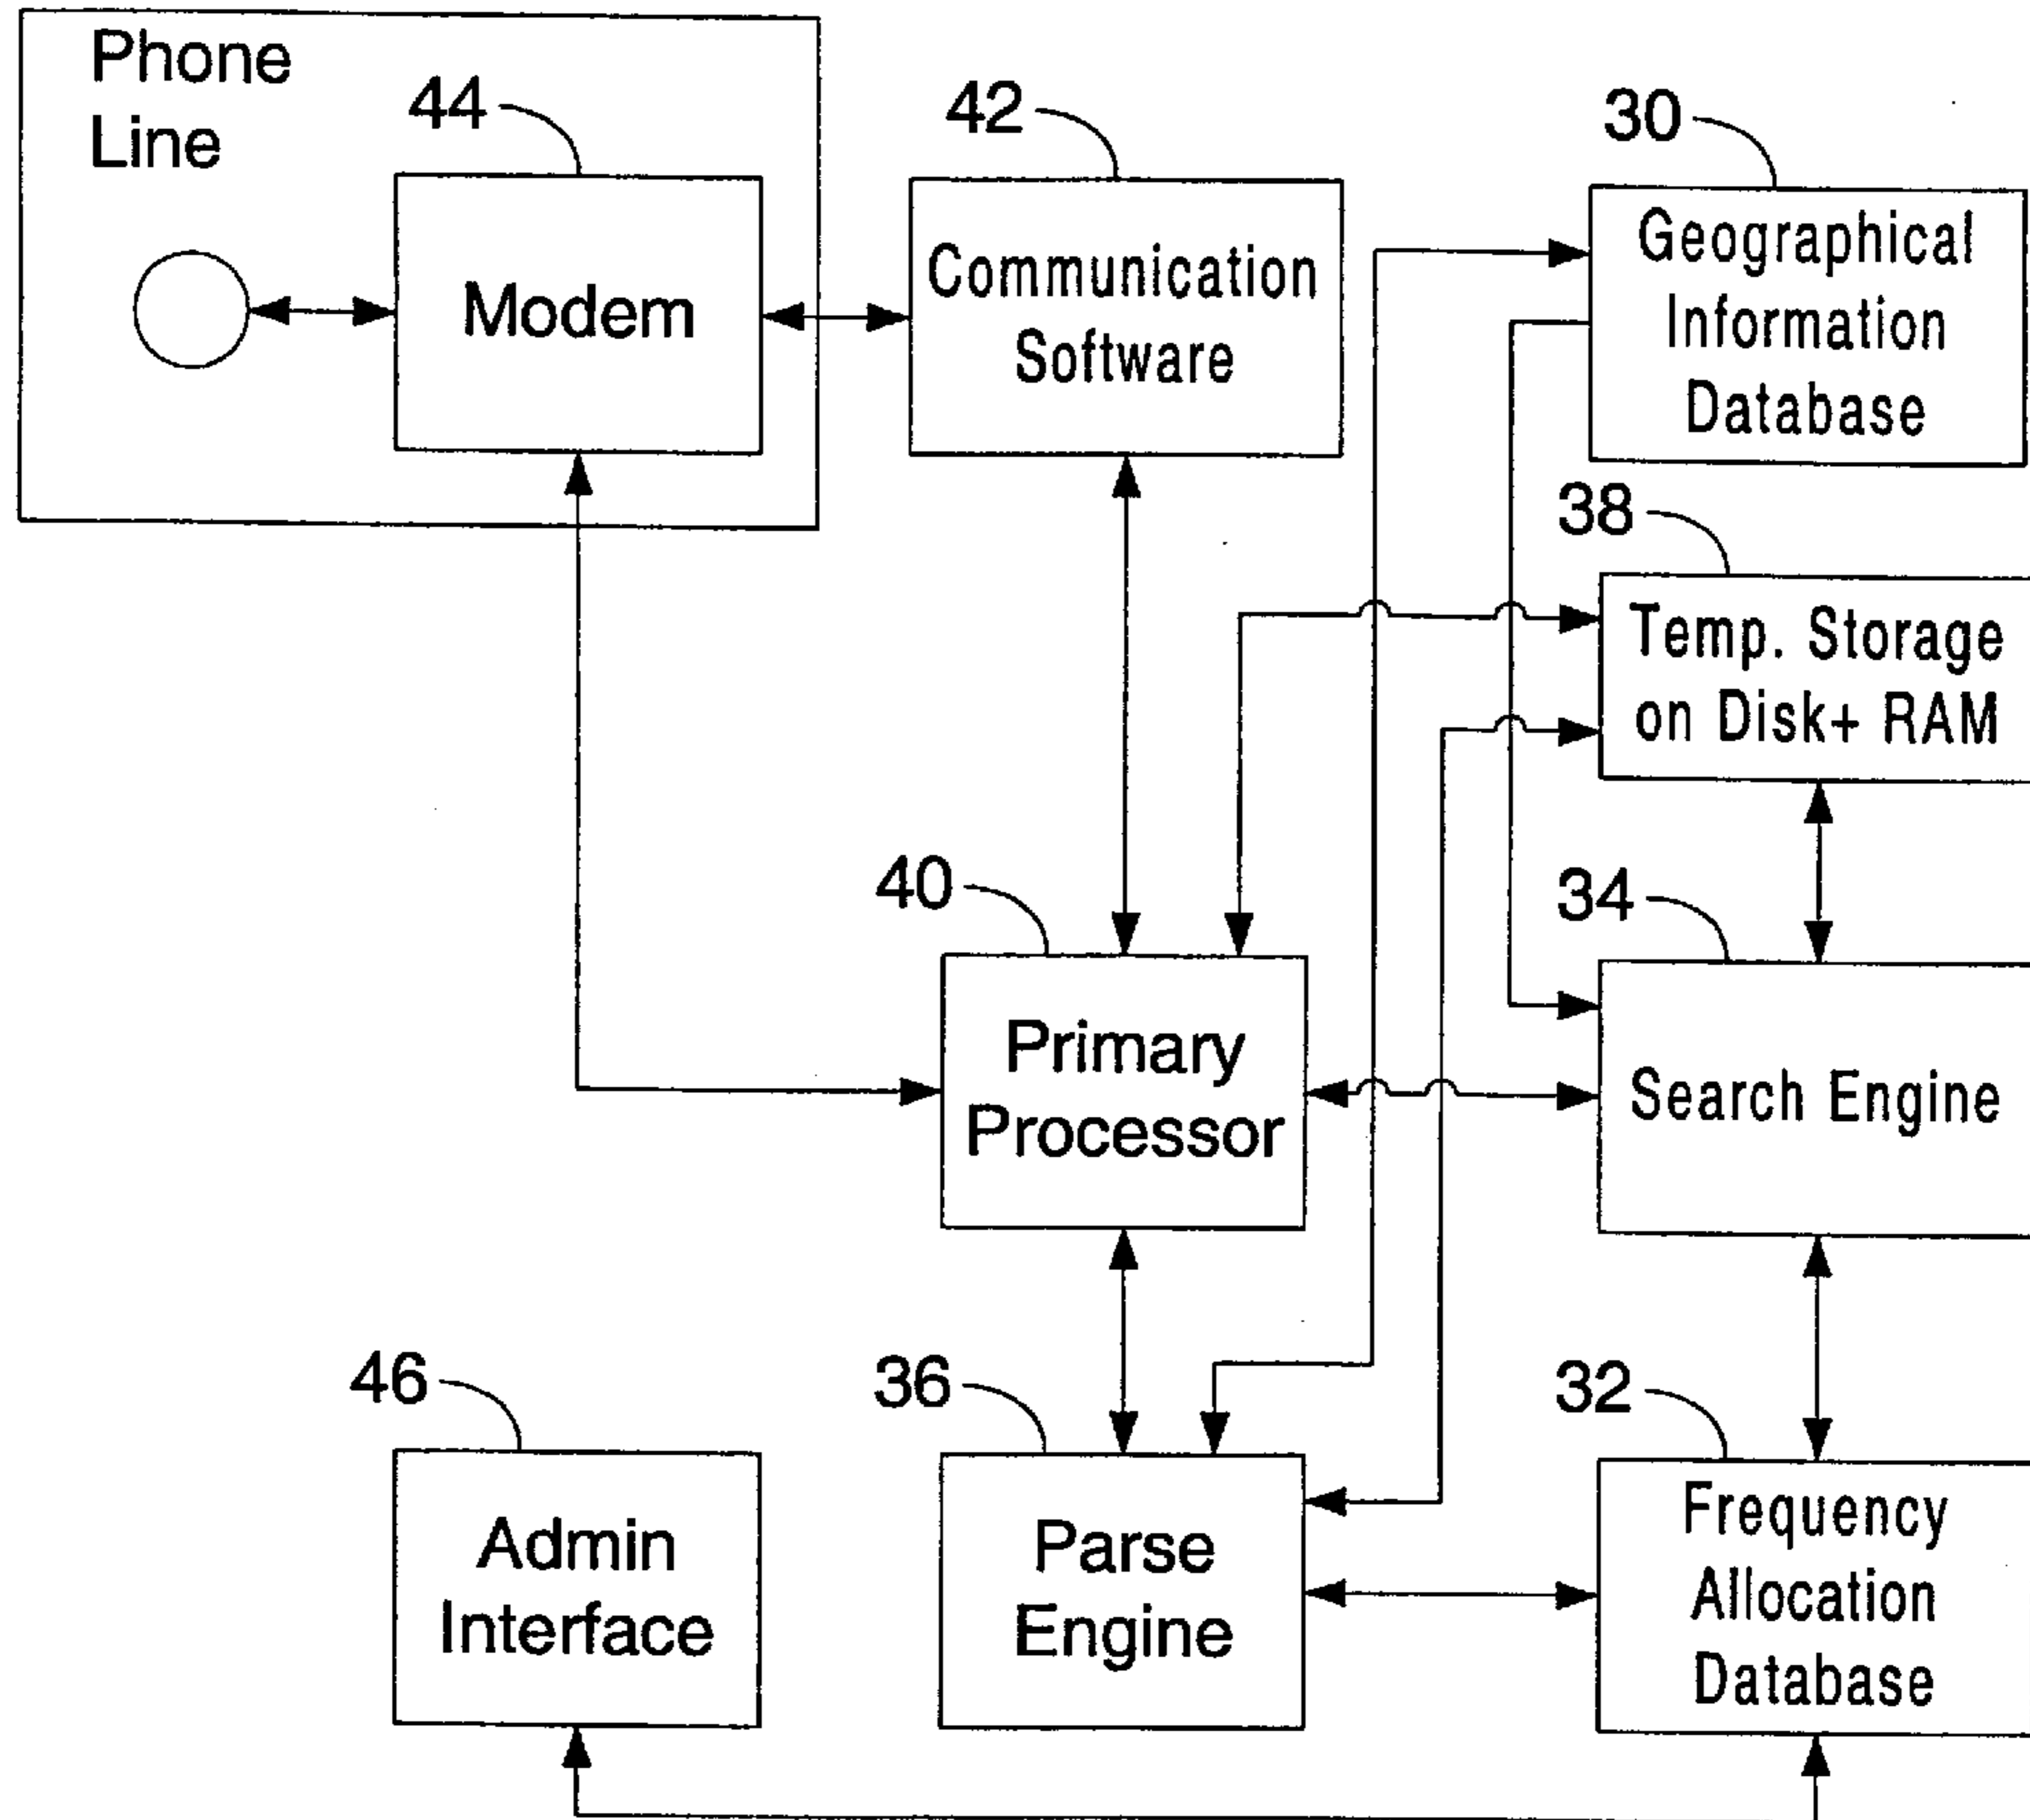 Phone
Line
44
42
30
Modem
Communication
Software
Geographical
Information
Database
38
Temp. Storage
on Disk+ RAM
40
34
Primary
Processor
Search Engine
46
36
32
Admin
Interface
Parse
Engine
Frequency
Allocation
Database